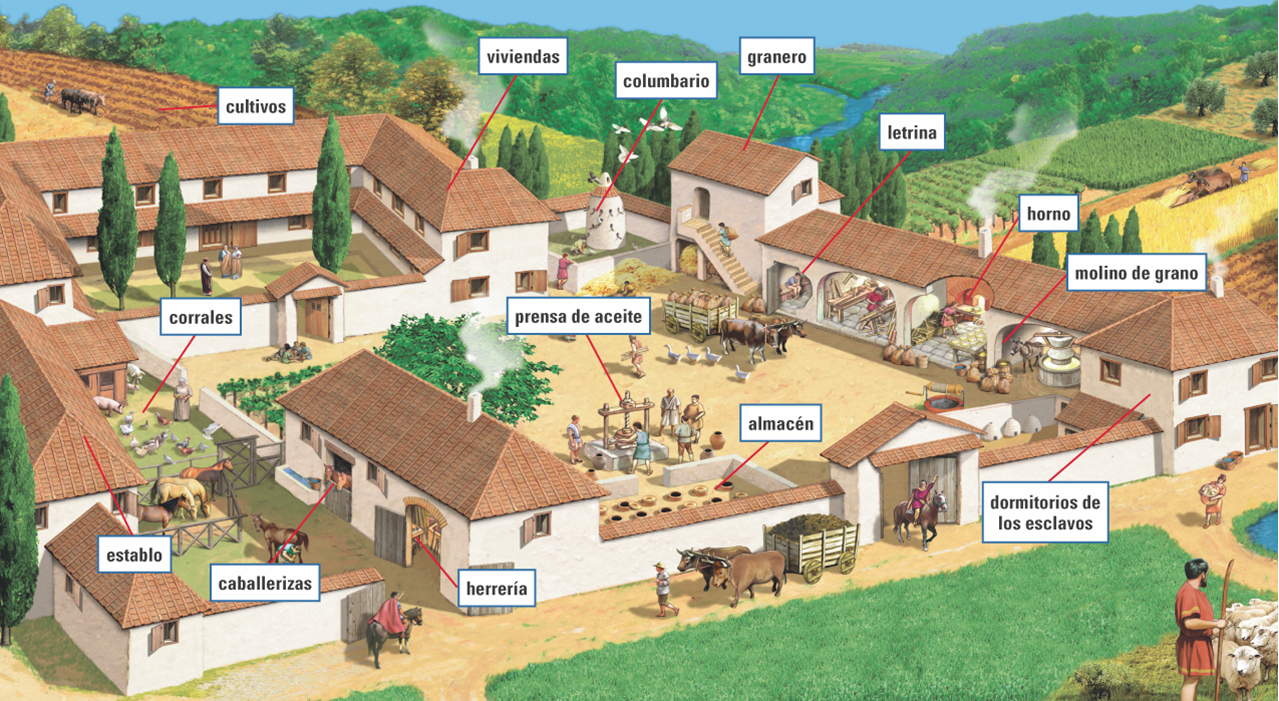 viviendas
granero
columbario
cultivos
letrina
horno
molino de grano
corrales
prensa de aceite
almacén
dormitorios de
los esclavos
establo
caballerizas
herrería